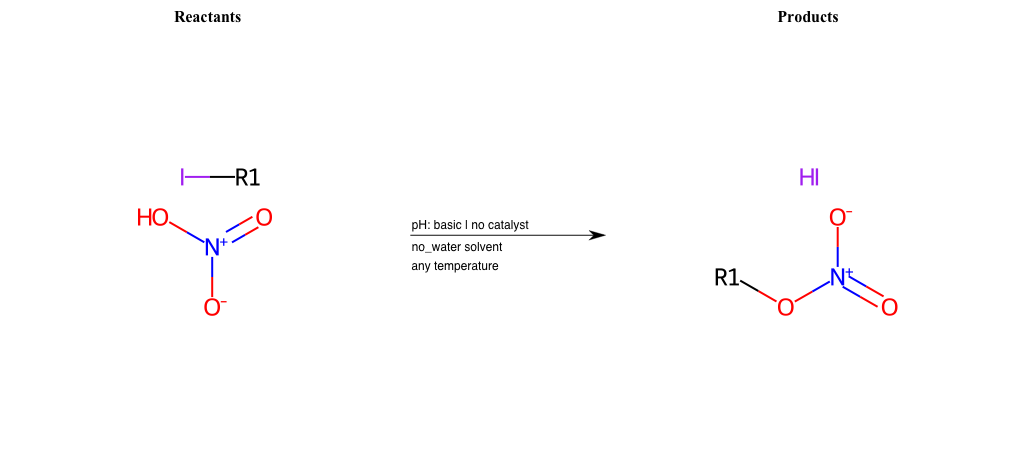 Reactants
Products
I R1
HI
HO O
O-
N+
pH: basic I no catalyst
no_water solvent
any temperature
R1 N+
O-
O O